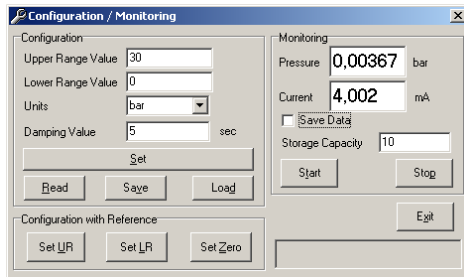 Configuration / Monitoring
Configuration
Upper Range Value 30
Lower Range Value 0
Units bar
Damping Value 5 sec
Set
Read Save Load
Configuration with Reference
Set UR Set LR Set Zero
Monitoring
Pressure 0,00367 bar
Current 4,002 mA
Save Data
Storage Capacity 10
Start Stop
Exit